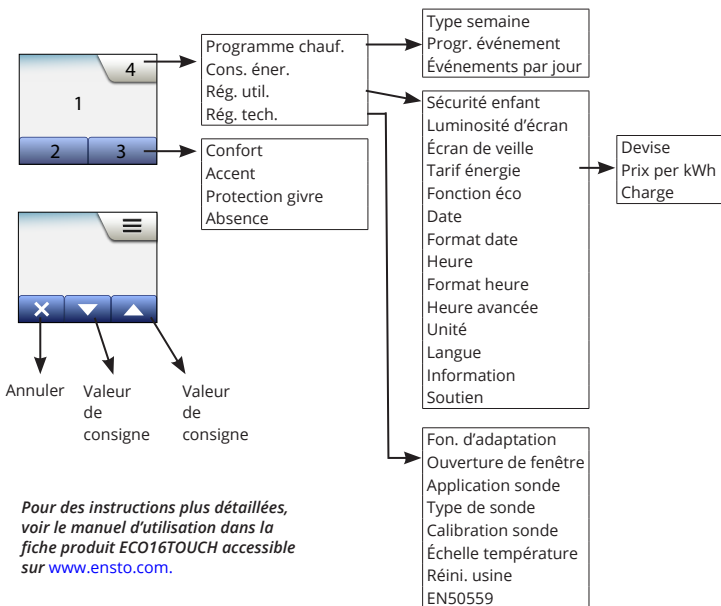 4
1
2
3
Programme chauf.
Cons. éner.
Rég. util.
Rég. tech.
Confort
Accent
Protection givre
Absence
Type semaine
Progr. événement
Événements par jour
Sécurité enfant
Luminosité d’écran
Écran de veille
Tarif énergie
Fonction éco
Date
Format date
Heure
Format heure
Heure avancée
Unité
Langue
Information
Soutien
Devise
Prix per kWh
Charge
Fon. d’adaptation
Ouverture de fenêtre
Application sonde
Type de sonde
Calibration sonde
Échelle température
Réini. usine
EN50559
Annuler
Valeur
de
consigne
Valeur
de
consigne
Pour des instructions plus détaillées,
voir le manuel d’utilisation dans la
fiche produit ECO16TOUCH accessible
sur www.ensto.com.